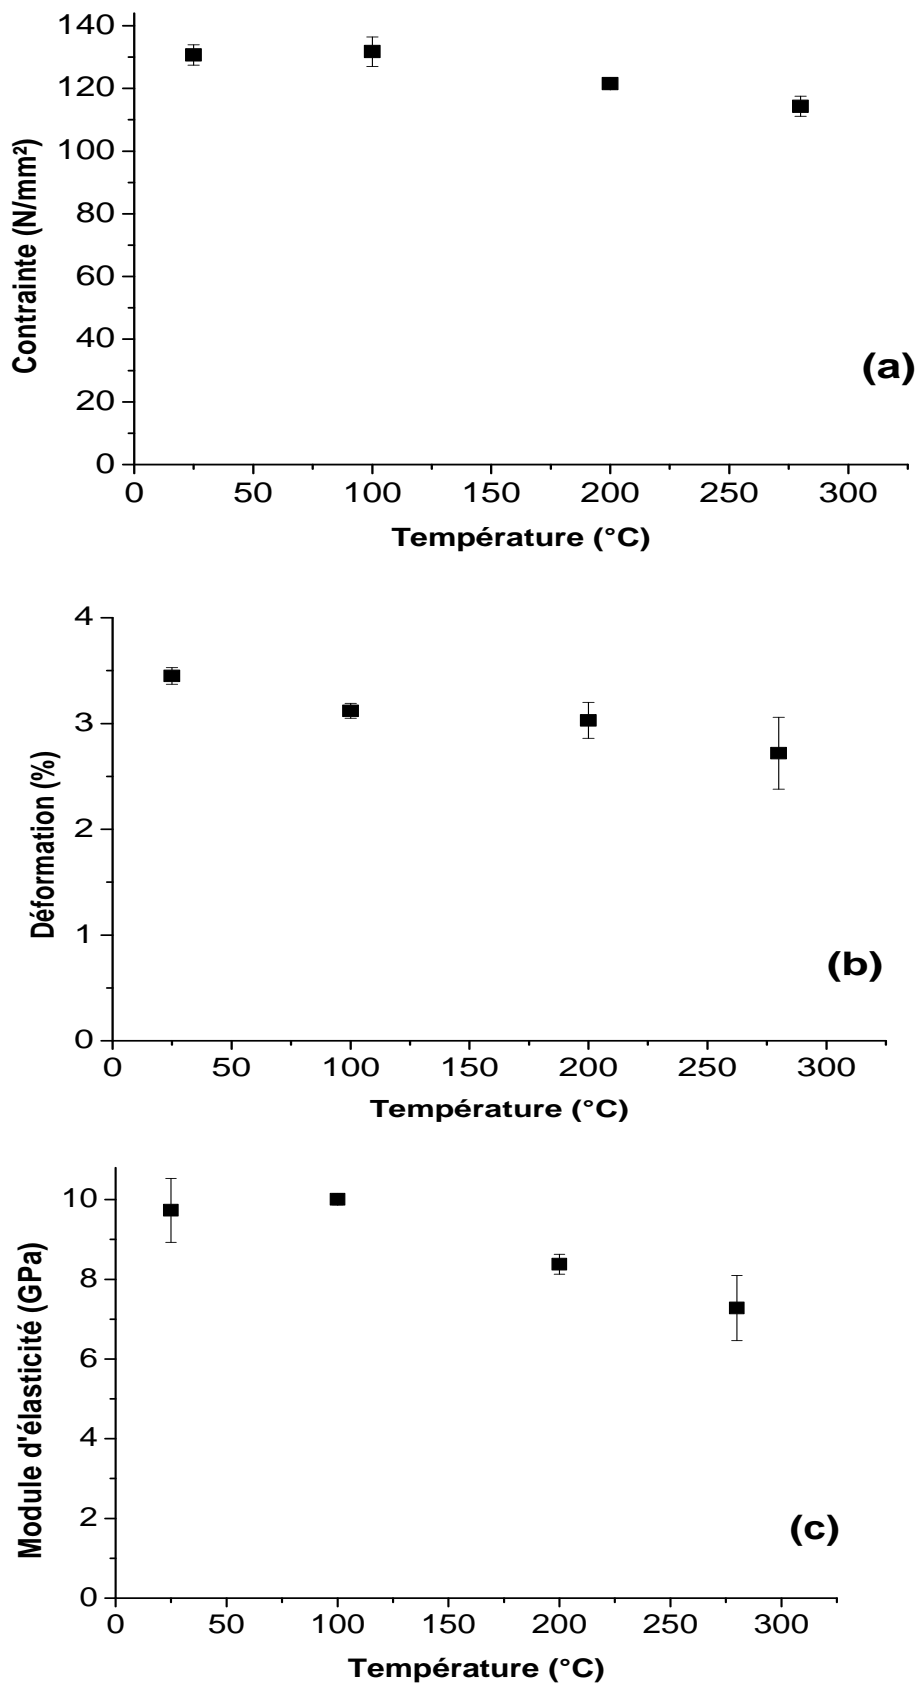 140
120
100
80
60
40
20
0
Contrainte (N/mm²)
(a)
0 50 100 150 200 250 300
Température (°C)
4
3
2
1
0
Déformation (%)
(b)
0 50 100 150 200 250 300
Température (°C)
10
8
6
4
2
0
Module d'élasticité (GPa)
(c)
0 50 100 150 200 250 300
Température (°C)